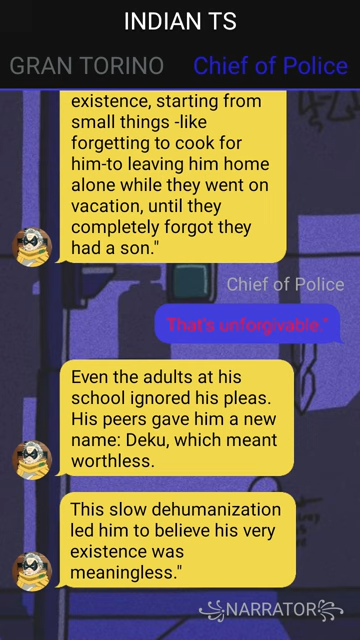 INDIAN TS
GRAN TORINO Chief of Police
existence, starting from
small things -like
forgetting to cook for
him-to leaving him home
alone while they went on
vacation, until they
completely forgot they
had a son."
Chief of Police
That's unforgivable."
Even the adults at his
school ignored his pleas.
His peers gave him a new
name: Deku, which meant
worthless.
This slow dehumanization
led him to believe his very
existence was
meaningless."
꧁NARRATOR꧂